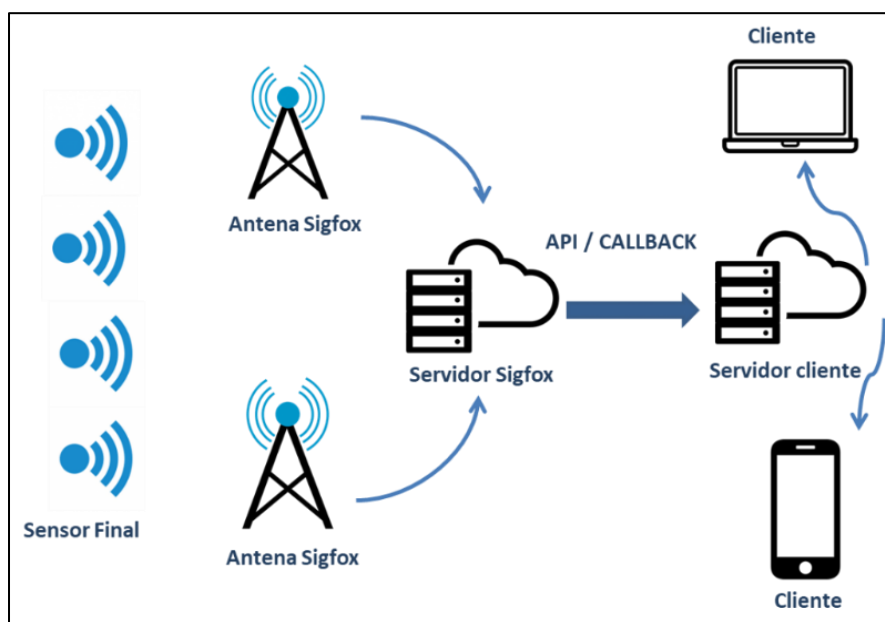 Cliente
Antena Sigfox
API / CALLBACK
Servidor Sigfox
Servidor cliente
Sensor Final
Antena Sigfox
Cliente